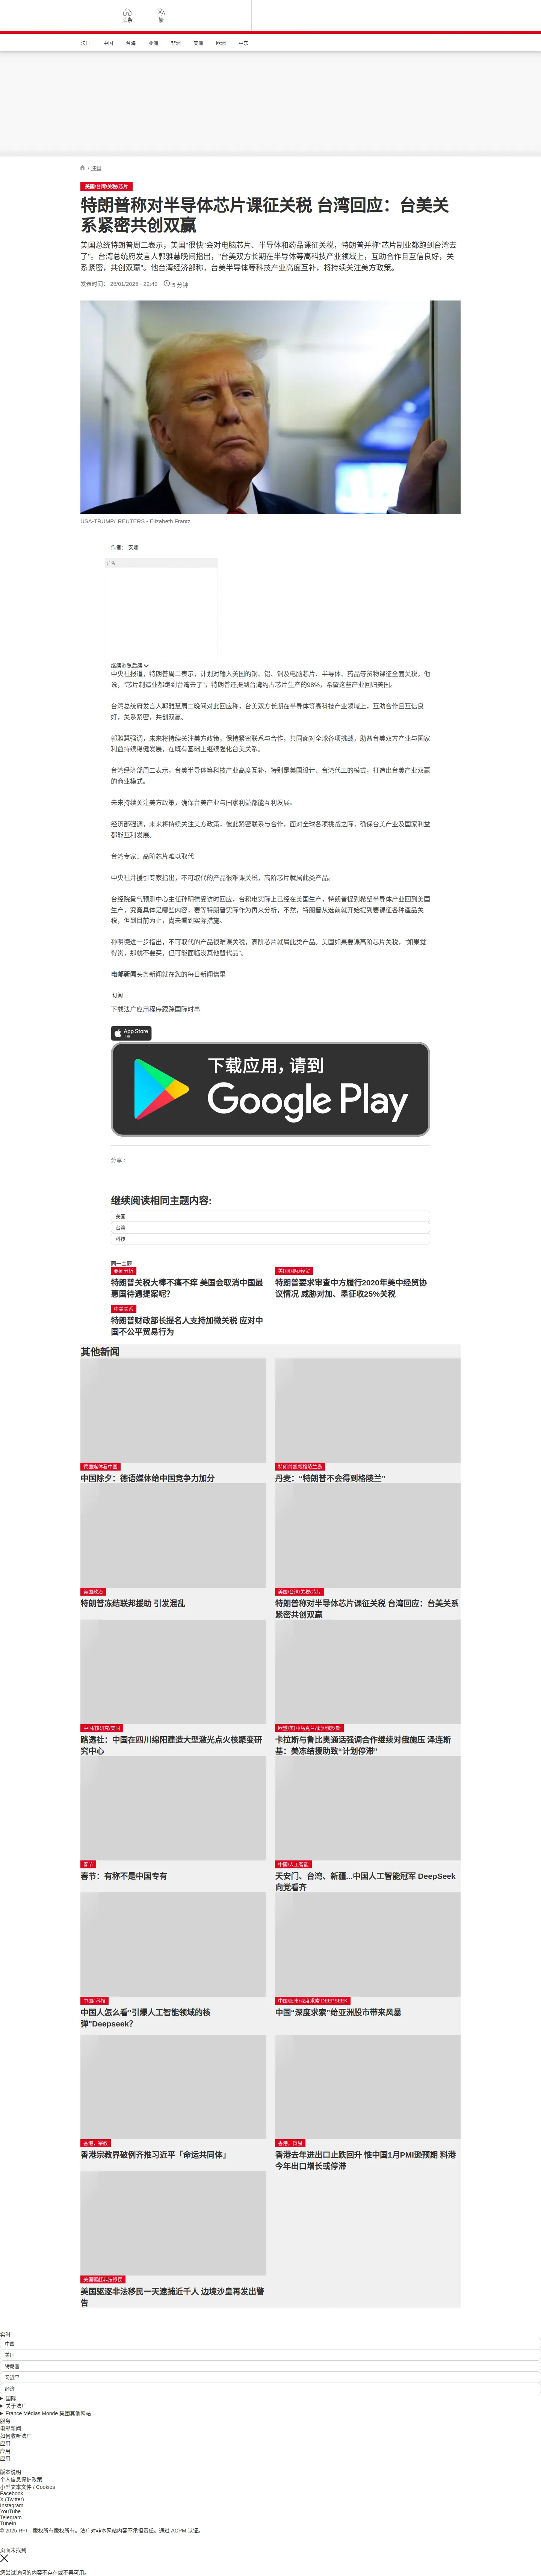 头条
繁
法国
中国
台海
亚洲
非洲
美洲
欧洲
中东
/ 中国
美国/台湾/关税/芯片
特朗普称对半导体芯片课征关税 台湾回应：台美关
系紧密共创双赢
美国总统特朗普周二表示，美国"很快"会对电脑芯片、半导体和药品课征关税，特朗普并称"芯片制业都跑到台湾去
了"。台湾总统府发言人郭雅慧晚间指出，"台美双方长期在半导体等高科技产业领域上，互助合作且互信良好，关
系紧密，共创双赢"。他台湾经济部称，台美半导体等科技产业高度互补，将持续关注美方政策。
发表时间： 28/01/2025 - 22:49 5 分钟
USA-TRUMP/ REUTERS - Elizabeth Frantz
作者： 安德
广告
继续浏览后续
中央社报道，特朗普周二表示，计划对输入美国的钢、铝、铜及电脑芯片、半导体、药品等货物课征全面关税。他
说，"芯片制造业都跑到台湾去了"，特朗普还提到台湾约占芯片生产的98%，希望这些产业回归美国。
台湾总统府发言人郭雅慧周二晚间对此回应称，台美双方长期在半导体等高科技产业领域上，互助合作且互信良
好，关系紧密，共创双赢。
郭雅慧强调，未来将持续关注美方政策，保持紧密联系与合作，共同面对全球各项挑战，助益台美双方产业与国家
利益持续稳健发展，在既有基础上继续强化台美关系。
台湾经济部周二表示，台美半导体等科技产业高度互补，特别是美国设计、台湾代工的模式，打造出台美产业双赢
的商业模式。
未来持续关注美方政策，确保台美产业与国家利益都能互利发展。
经济部强调，未来将持续关注美方政策，彼此紧密联系与合作，面对全球各项挑战之际，确保台美产业及国家利益
都能互利发展。
台湾专家：高阶芯片难以取代
中央社并援引专家指出，不可取代的产品很难课关税，高阶芯片就属此类产品。
台经院景气预测中心主任孙明德受访时回应，台积电实际上已经在美国生产，特朗普提到希望半导体产业回到美国
生产，究竟具体是哪些内容，要等特朗普实际作为再来分析，不然，特朗普从选前就开始提到要课征各种產品关
税，但到目前为止，尚未看到实际措施。
孙明德进一步指出，不可取代的产品很难课关税，高阶芯片就属此类产品。美国如果要课高阶芯片关税，"如果觉
得贵，那就不要买，但可能面临没其他替代品"。
电邮新闻头条新闻就在您的每日新闻信里
订阅
下载法广应用程序跟踪国际时事
App Store
下载
下载应用，请到
Google Play
分享 :
继续阅读相同主题内容:
美国
台湾
科技
同一主题
要闻分析
特朗普关税大棒不痛不痒 美国会取消中国最
惠国待遇提案呢?
美国/国际/经贸
特朗普要求审查中方履行2020年美中经贸协
议情况 威胁对加、墨征收25%关税
中美关系
特朗普财政部长提名人支持加徵关税 应对中
国不公平贸易行为
其他新闻
德国媒体看中国
中国除夕：德语媒体给中国竞争力加分
特朗普觊觎格陵兰岛
丹麦："特朗普不会得到格陵兰"
美国政治
特朗普冻结联邦援助 引发混乱
美国/台湾/关税/芯片
特朗普称对半导体芯片课征关税 台湾回应：台美关系
紧密共创双赢
中国/核研究/美国
路透社：中国在四川绵阳建造大型激光点火核聚变研
究中心
欧盟/美国/乌克兰战争/俄罗斯
卡拉斯与鲁比奥通话强调合作继续对俄施压 泽连斯
基：美冻结援助致"计划停滞"
春节
春节：有称不是中国专有
中国/人工智能
天安门、台湾、新疆...中国人工智能冠军 DeepSeek
向党看齐
中国/ 科技
中国人怎么看"引爆人工智能领域的核
弹"Deepseek?
中国/股市/深度求索 DEEPSEEK
中国"深度求索"给亚洲股市带来风暴
香港，宗教
香港宗教界破例齐推习近平「命运共同体」
香港，贸易
香港去年进出口止跌回升 惟中国1月PMI逊预期 料港
今年出口增长或停滞
美国驱赶非法移民
美国驱逐非法移民一天逮捕近千人 边境沙皇再发出警
告
实时
中国
美国
特朗普
习近平
经济
国际
关于法广
France Médias Monde 集团其他网站
服务
电邮新闻
如何收听法广
应用
应用
应用
版本说明
个人信息保护政策
小型文本文件 / Cookies
Facebook
X (Twitter)
Instagram
YouTube
Telegram
TuneIn
© 2025 RFI – 版权所有版权所有。法广对非本网站内容不承担责任。通过 ACPM 认证。
页面未找到
您尝试访问的内容不存在或不再可用。